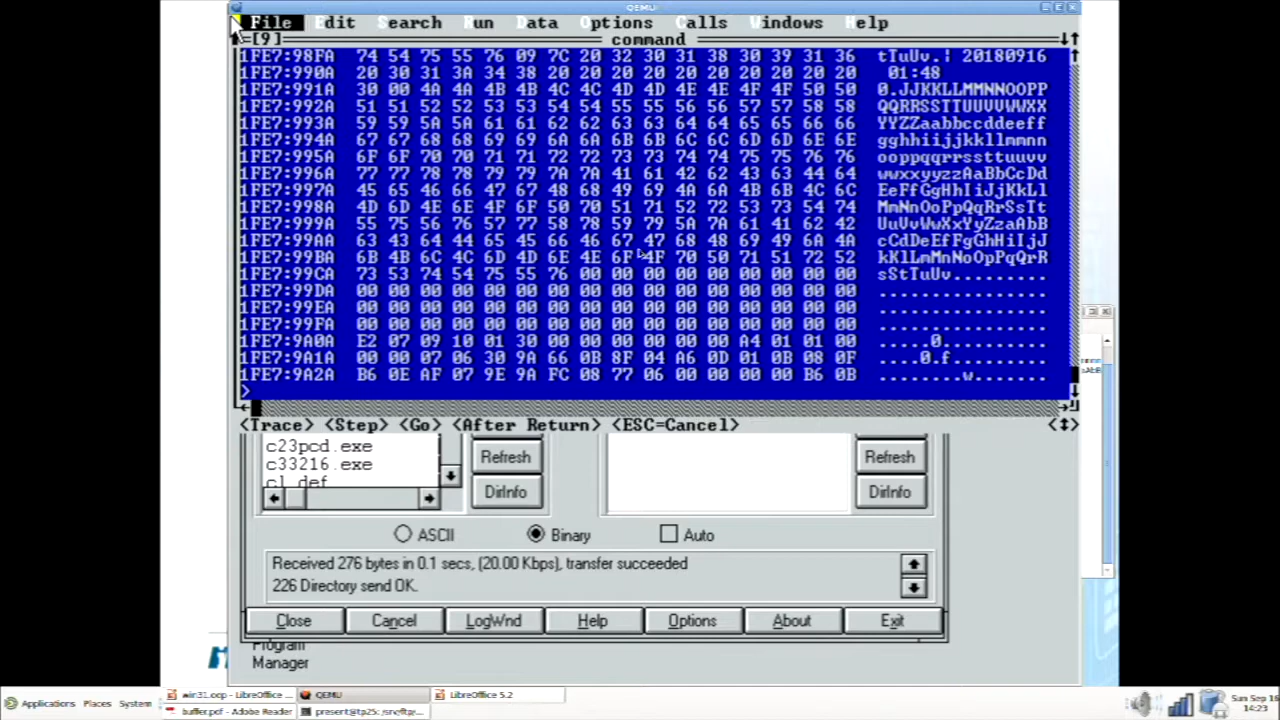 QEMU
File Edit Search Run Data Options Calls Windows Help
=[9] command
1FE7:98FA 74 54 75 55 76 09 7C 20 32 30 31 38 30 39 31 36 tTuUv.| 20180916
1FE7:990A 20 30 31 3A 34 38 20 20 20 20 20 20 20 20 20 20 01:48
1FE7:991A 30 00 4A 4A 4B 4B 4C 4C 4D 4D 4E 4E 4F 4F 50 50 0.JJKKLLMMNNOOPP
1FE7:992A 51 51 52 52 53 53 54 54 55 55 56 56 57 57 58 58 QQRRSSTTUUVVWWXX
1FE7:993A 59 59 5A 5A 61 61 62 62 63 63 64 64 65 65 66 66 YYZZaabbccddeeff
1FE7:994A 67 67 68 68 69 69 6A 6A 6B 6B 6C 6C 6D 6D 6E 6E gghhiijjkkllmmnn
1FE7:995A 6F 6F 70 70 71 71 72 72 73 73 74 74 75 75 76 76 ooppqqrrssttuuvv
1FE7:996A 77 77 78 78 79 79 7A 7A 41 61 42 62 43 63 44 64 wwxxyyzzAaBbCcDd
1FE7:997A 45 65 46 66 47 67 48 68 49 69 4A 6A 4B 6B 4C 6C EeFfGgHhIiJjKkLl
1FE7:998A 4D 6D 4E 6E 4F 6F 50 70 51 71 52 72 53 73 54 74 MmNnOoPpQqRrSsTt
1FE7:999A 55 75 56 76 57 77 58 78 59 79 5A 7A 61 41 62 42 UuVvWwXxYyZzaAbB
1FE7:99AA 63 43 64 44 65 45 66 46 67 47 68 48 69 49 6A 4A cCdDeEfFgGhHiIjJ
1FE7:99BA 6B 4B 6C 4C 6D 4D 6E 4E 6F 4F 70 50 71 51 72 52 kKlLmMnNoOpPqQrR
1FE7:99CA 73 53 74 54 75 55 76 00 00 00 00 00 00 00 00 00 sStTuUv.........
1FE7:99DA 00 00 00 00 00 00 00 00 00 00 00 00 00 00 00 00 ................
1FE7:99EA 00 00 00 00 00 00 00 00 00 00 00 00 00 00 00 00 ................
1FE7:99FA 00 00 00 00 00 00 00 00 00 00 00 00 00 00 00 00 ................
1FE7:9A0A E2 07 09 10 01 30 00 00 00 00 00 00 A4 01 01 00 .....0..........
1FE7:9A1A 00 00 07 06 30 9A 66 0B 8F 04 A6 0D 01 0B 08 0F ....0.f.........
1FE7:9A2A B6 0E AF 07 9E 9A FC 08 77 06 00 00 00 00 B6 0B ........w.......
>
<Trace> <Step> <Go> <After Return> <ESC=Cancel>
c23pcd.exe
c33216.exe
cl.def
Refresh
DirInfo
Refresh
DirInfo
ASCII Binary Auto
Received 276 bytes in 0.1 secs, (20.00 Kbps), transfer succeeded
226 Directory send OK.
Close Cancel LogWnd Help Options About Exit
Program
Manager
Applications Places System
win31.odp - LibreOffice ... QEMU LibreOffice 5.2
buffer.pdf - Adobe Reader present@tp25: /srv/ftp/...
Sun Sep 16
14:23